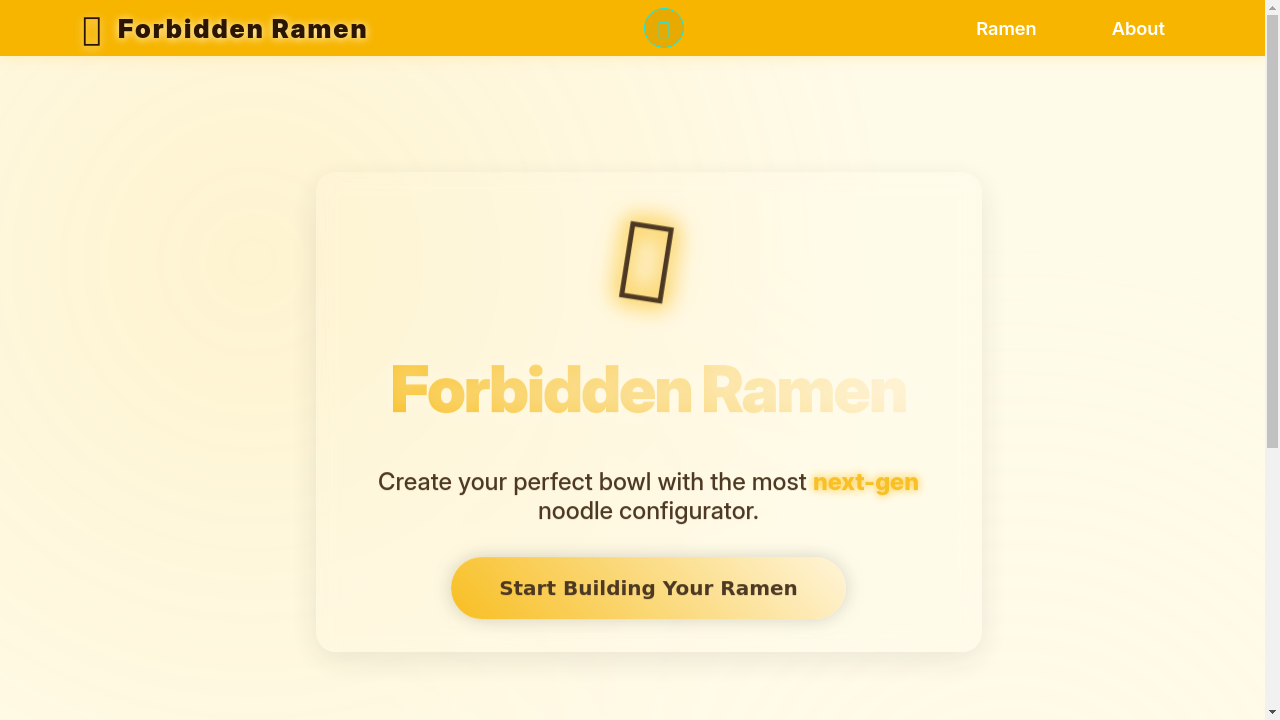 Forbidden Ramen
Ramen
About
Forbidden Ramen
Create your perfect bowl with the most next-gen
noodle configurator.
Start Building Your Ramen